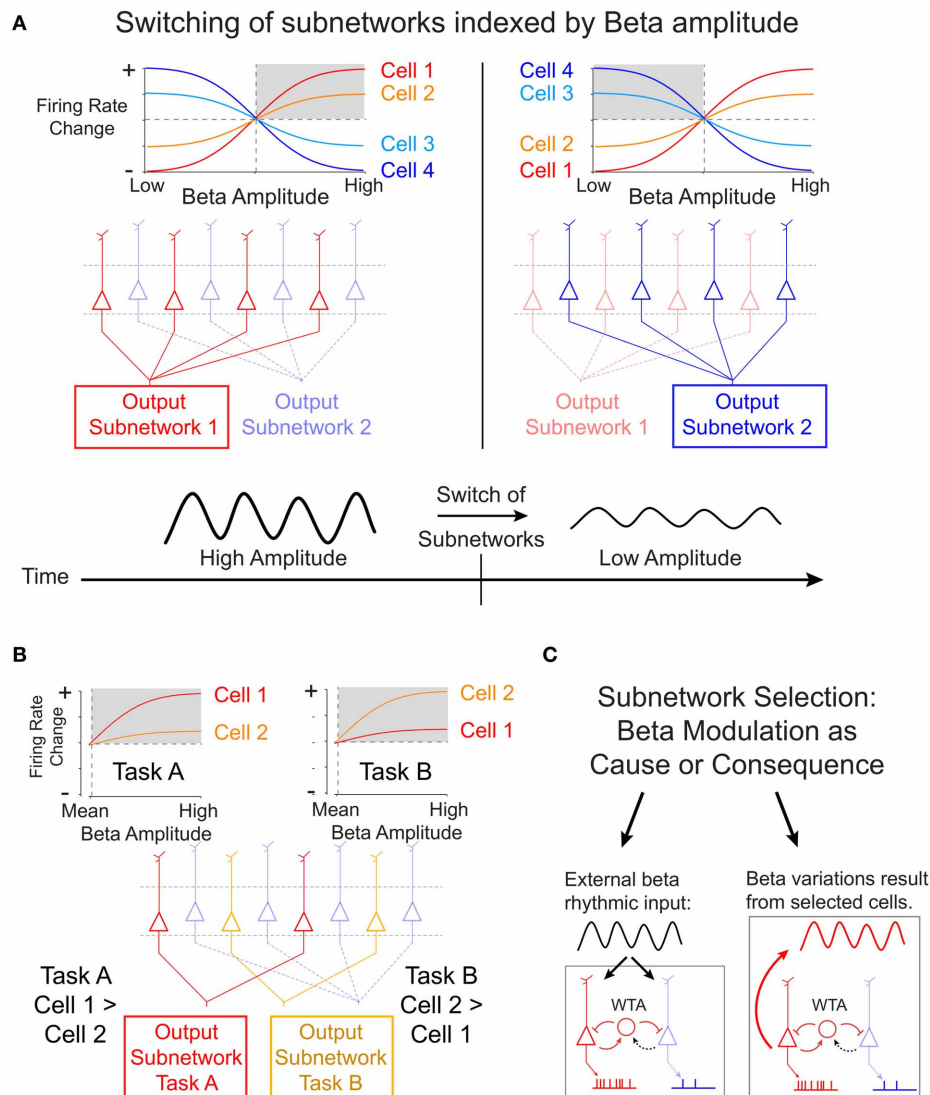 A
Switching of subnetworks indexed by Beta amplitude
+
Firing Rate
Change
-
Low
High
Beta Amplitude
Cell 1
Cell 2
Cell 3
Cell 4
Cell 4
Cell 3
Cell 2
Cell 1
Low
High
Beta Amplitude
Output
Subnetwork 1
Output
Subnetwork 2
Output
Subnework 1
Output
Subnetwork 2
High Amplitude
Switch of
Subnetworks
Low Amplitude
Time
B
+
Firing Rate
Change
-
Cell 1
Cell 2
Task A
Mean
High
Beta Amplitude
+
-
Cell 2
Cell 1
Task B
Mean
High
Beta Amplitude
Task A
Cell 1 >
Cell 2
Output
Subnetwork
Task A
Output
Subnetwork
Task B
Task B
Cell 2 >
Cell 1
C
Subnetwork Selection:
Beta Modulation as
Cause or Consequence
External beta
rhythmic input:
WTA
Beta variations result
from selected cells.
WTA